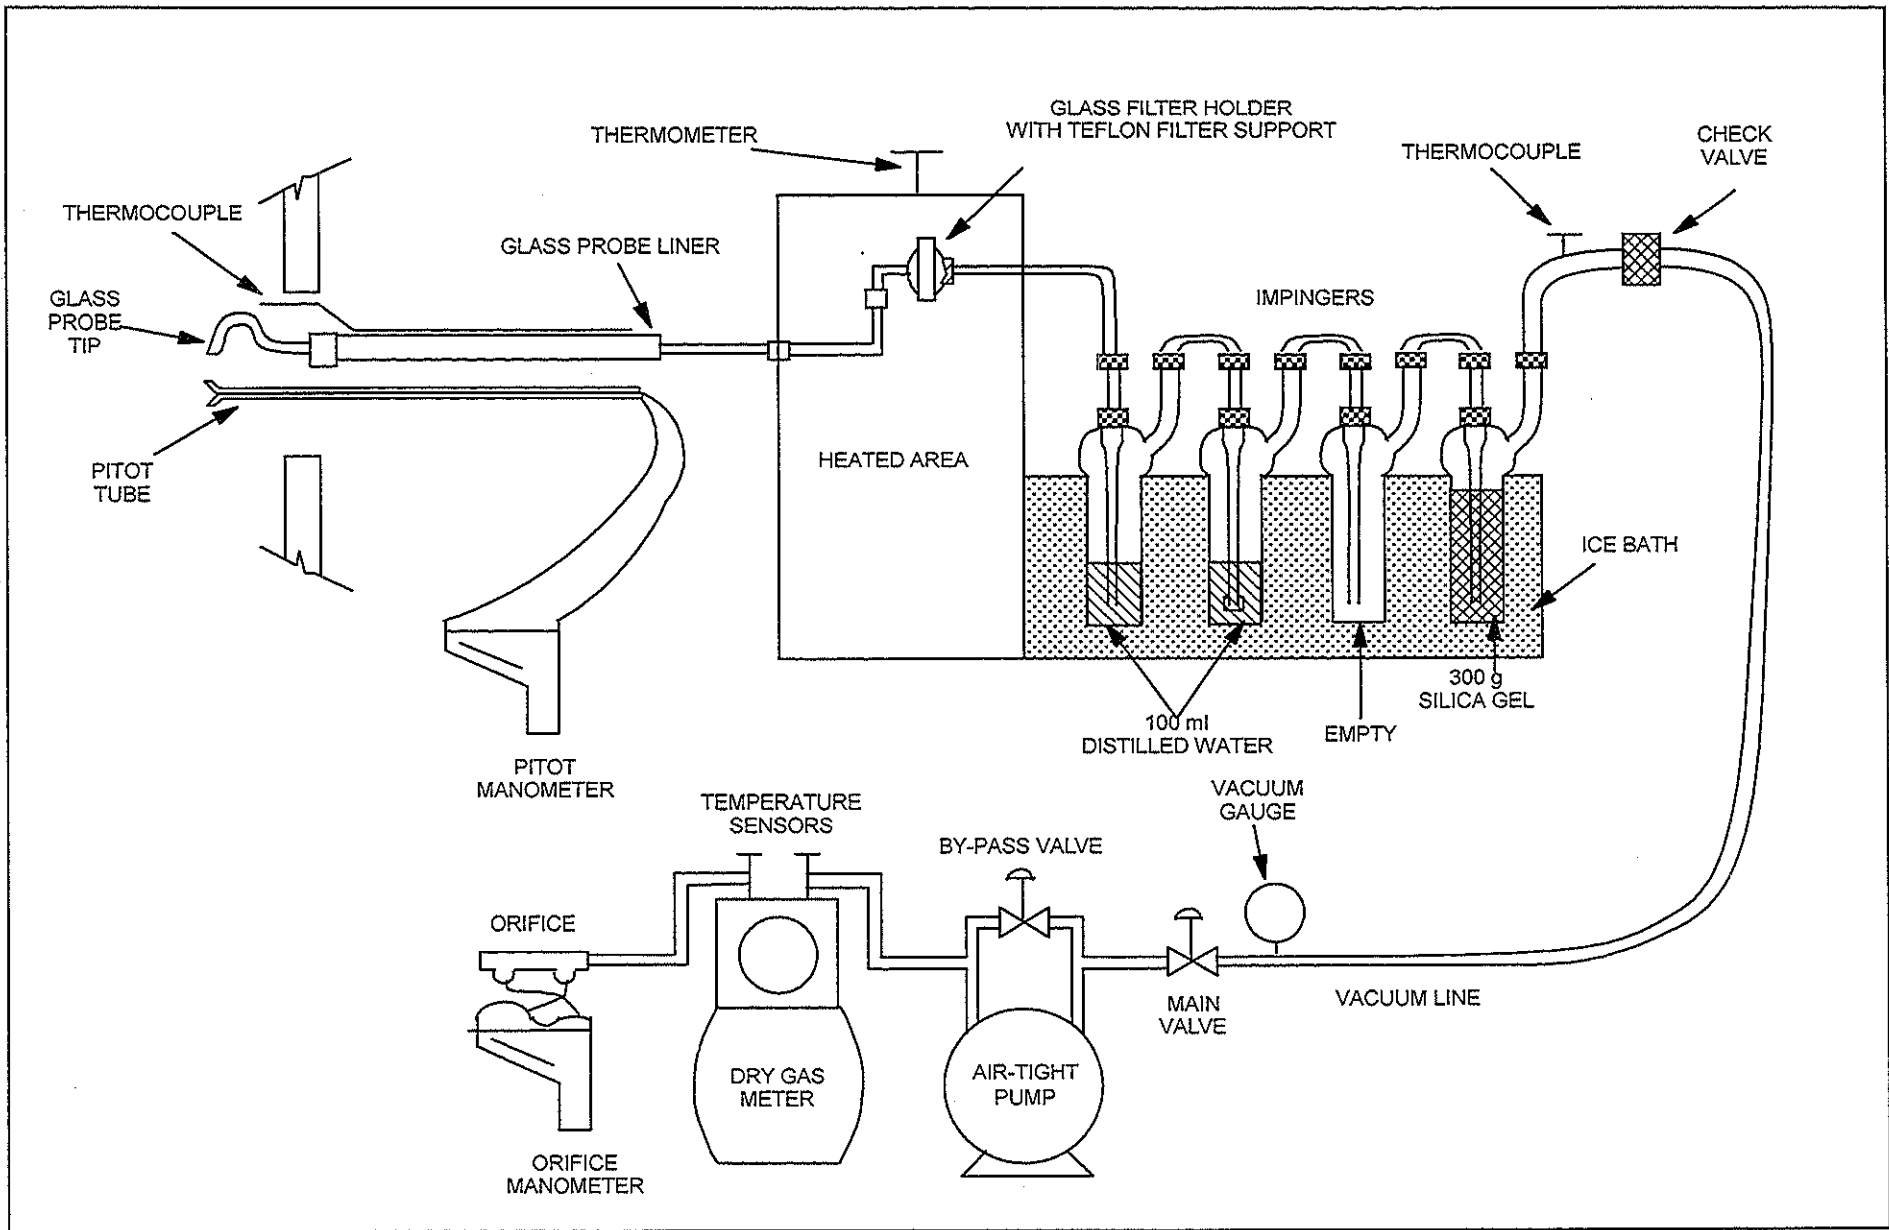 GLASS FILTER HOLDER
WITH TEFLON FILTER SUPPORT
THERMOMETER
CHECK
VALVE
THERMOCOUPLE
THERMOCOUPLE
GLASS PROBE LINER
GLASS
PROBE
TIP
IMPINGERS
PITOT
TUBE
HEATED AREA
ICE BATH
300 g
SILICA GEL
100 ml
DISTILLED WATER
EMPTY
PITOT
MANOMETER
TEMPERATURE
SENSORS
VACUUM
GAUGE
BY-PASS VALVE
ORIFICE
MAIN
VALVE
VACUUM LINE
DRY GAS
METER
AIR-TIGHT
PUMP
ORIFICE
MANOMETER